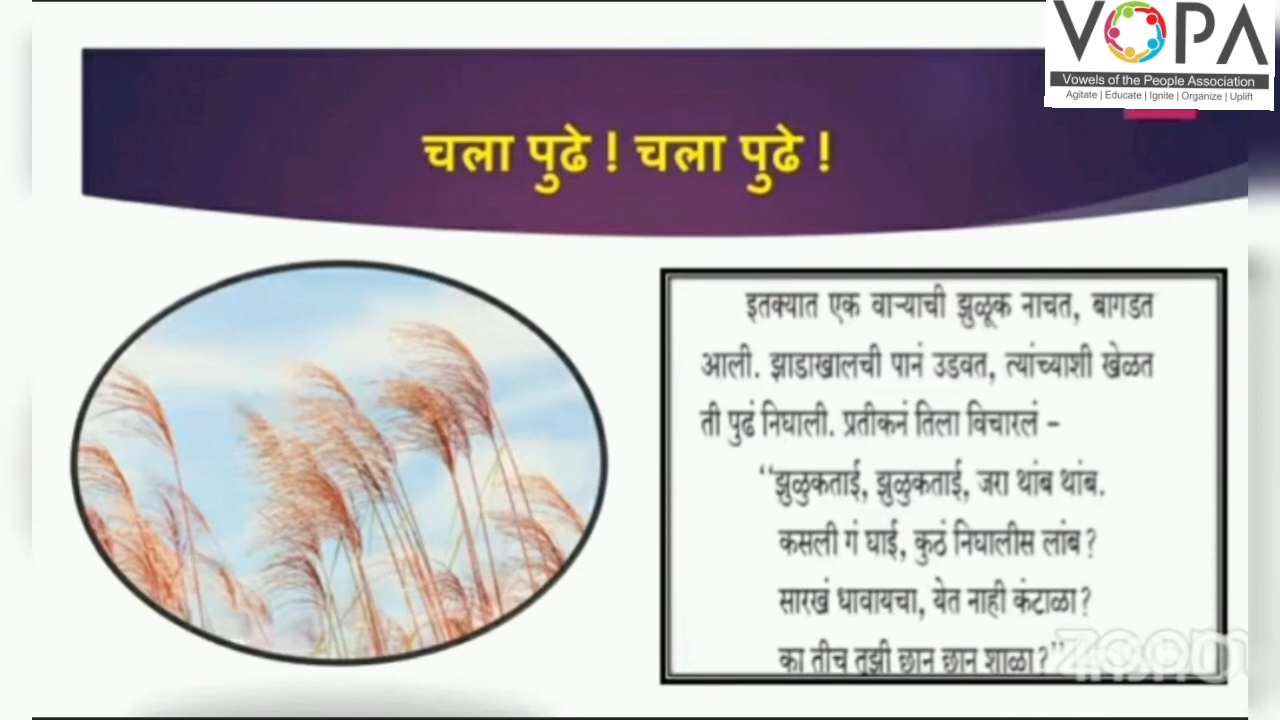 VOPA
Vowels of the People Association
Agitate | Educate | Ignite | Organize | Uplift
चला पुढे ! चला पुढे !
इतक्यात एक वाऱ्याची झुळूक नाचत, बागडत
आली. झाडाखालची पानं उडवत, त्यांच्याशी खेळत
ती पुढं निघाली. प्रतीकनं तिला विचारलं –
‘‘झुळुकताई, झुळुकताई, जरा थांब थांब.
कसली गं घाई, कुठं निघालीस लांब?
सारखं धावायचा, येत नाही कंटाळा?
का तीच तुझी छान छान शाळा?’’
zoom